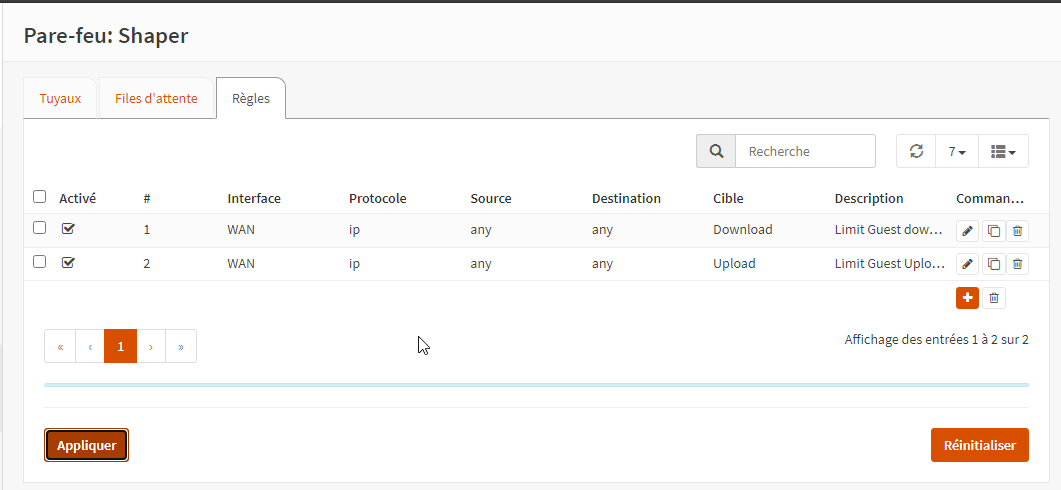 Pare-feu: Shaper
Tuyaux Files d'attente Règles
Recherche 7
Activé # Interface Protocole Source Destination Cible Description Comman...
1 WAN ip any any Download Limit Guest dow...
2 WAN ip any any Upload Limit Guest Uplo...
« ‹ 1 › »
Affichage des entrées 1 à 2 sur 2
Appliquer Réinitialiser